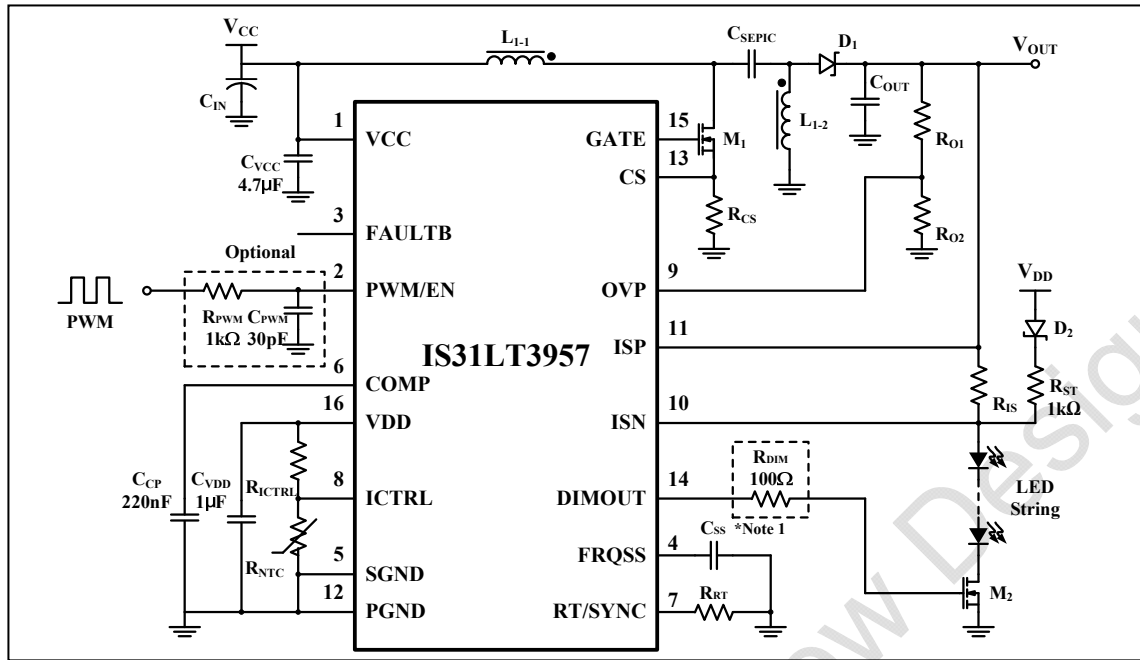 VCC
CIN
L1-1
CSEPIC
D1
VOUT
COUT
1
VCC
CVCC
4.7µF
GATE
15
M1
L1-2
RO1
13
CS
RCS
RO2
3
FAULTB
Optional
2
PWM/EN
PWM
RPWM
1kΩ
CPWM
30pF
9
OVP
VDD
D2
11
ISP
IS31LT3957
6
COMP
RIS
RST
1kΩ
16
VDD
10
ISN
CCP
220nF
CVDD
1µF
RICTRL
8
ICTRL
RDIM
100Ω
14
DIMOUT
*Note 1
LED
String
RNTC
5
SGND
CSS
4
FRQSS
12
PGND
RRT
7
RT/SYNC
M2
ew Design